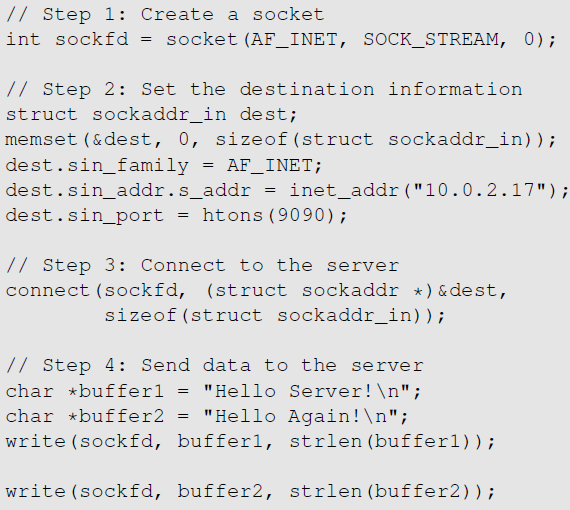 // Step 1: Create a socket
int sockfd = socket(AF_INET, SOCK_STREAM, 0);

// Step 2: Set the destination information
struct sockaddr_in dest;
memset(&dest, 0, sizeof(struct sockaddr_in));
dest.sin_family = AF_INET;
dest.sin_addr.s_addr = inet_addr("10.0.2.17");
dest.sin_port = htons(9090);

// Step 3: Connect to the server
connect(sockfd, (struct sockaddr *)&dest,
        sizeof(struct sockaddr_in));

// Step 4: Send data to the server
char *buffer1 = "Hello Server!\n";
char *buffer2 = "Hello Again!\n";
write(sockfd, buffer1, strlen(buffer1));

write(sockfd, buffer2, strlen(buffer2));